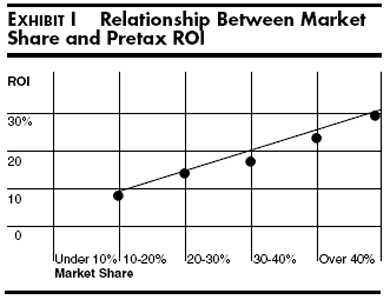 EXHIBIT I Relationship Between Market
Share and Pretax ROI
ROI
30%
20
10
0
Under 10% 10-20% 20-30% 30-40% Over 40%
Market Share